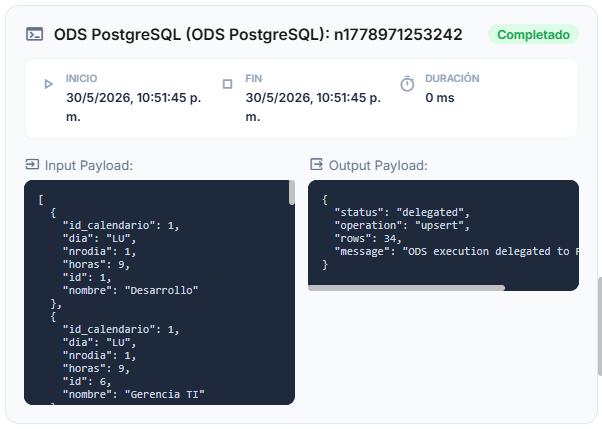 ODS PostgreSQL (ODS PostgreSQL): n1778971253242
Completado
INICIO
30/5/2026, 10:51:45 p.
m.
FIN
30/5/2026, 10:51:45 p.
m.
DURACIÓN
0 ms
Input Payload:
[
  {
    "id_calendario": 1,
    "dia": "LU",
    "nrodia": 1,
    "horas": 9,
    "id": 1,
    "nombre": "Desarrollo"
  },
  {
    "id_calendario": 1,
    "dia": "LU",
    "nrodia": 1,
    "horas": 9,
    "id": 6,
    "nombre": "Gerencia TI"
Output Payload:
{
  "status": "delegated",
  "operation": "upsert",
  "rows": 34,
  "message": "ODS execution delegated to
}